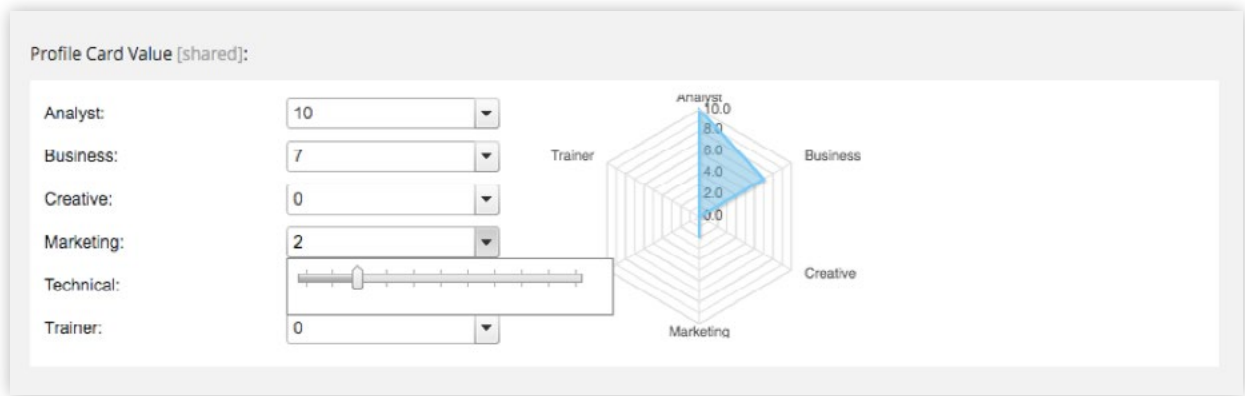 Profile Card Value [shared]:
Analyst: 10
Business: 7
Creative: 0
Marketing: 2
Technical:
Trainer: 0
Analyst
10.0
8.0
6.0
4.0
2.0
0.0
Trainer
Business
Creative
Marketing